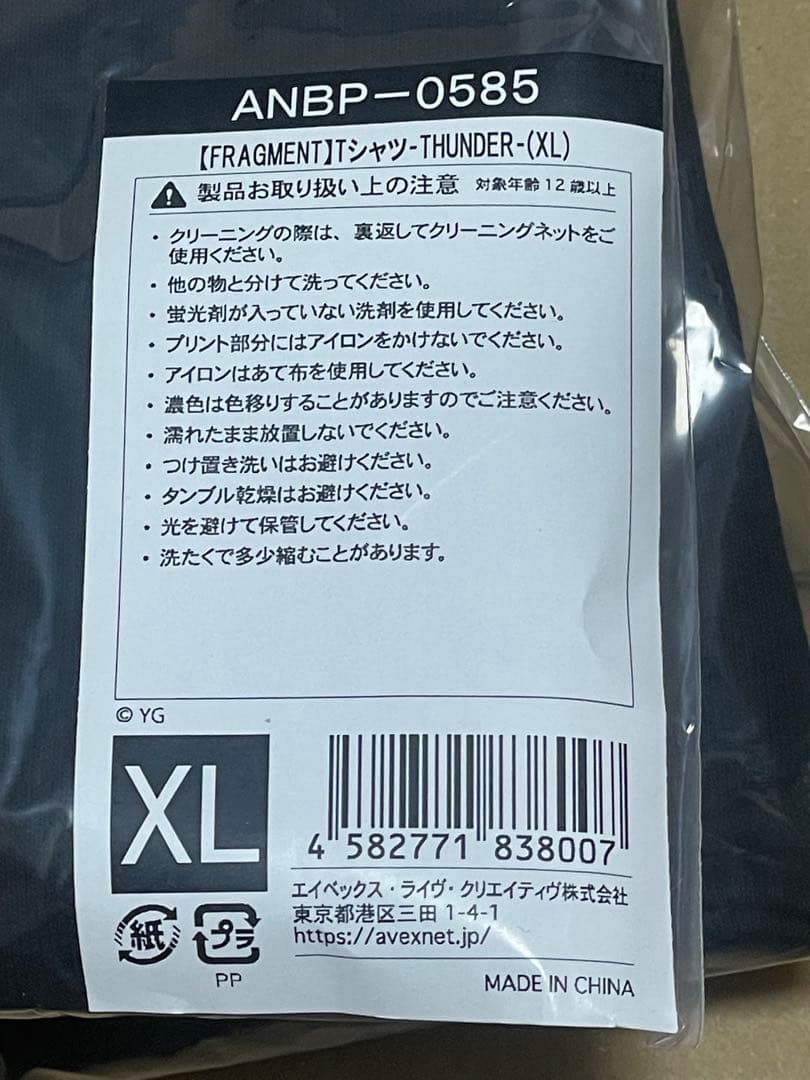 ANBP-0585
【FRAGMENT】Tシャツ-THUNDER-(XL)
製品お取り扱い上の注意 対象年齢12歳以上
・クリーニングの際は、裏返してクリーニングネットをご
使用ください。
・他の物と分けて洗ってください。
・蛍光剤が入っていない洗剤を使用してください。
・プリント部分にはアイロンをかけないでください。
・アイロンはあて布を使用してください。
・濃色は色移りすることがありますのでご注意ください。
・濡れたまま放置しないでください。
・つけ置き洗いはお避けください。
・タンブル乾燥はお避けください。
・光を避けて保管してください。
・洗たくで多少縮むことがあります。
© YG
XL
4 582771 838007
エイベックス・ライヴ・クリエイティヴ株式会社
東京都港区三田 1-4-1
https://avexnet.jp/
紙 プラ
PP
MADE IN CHINA